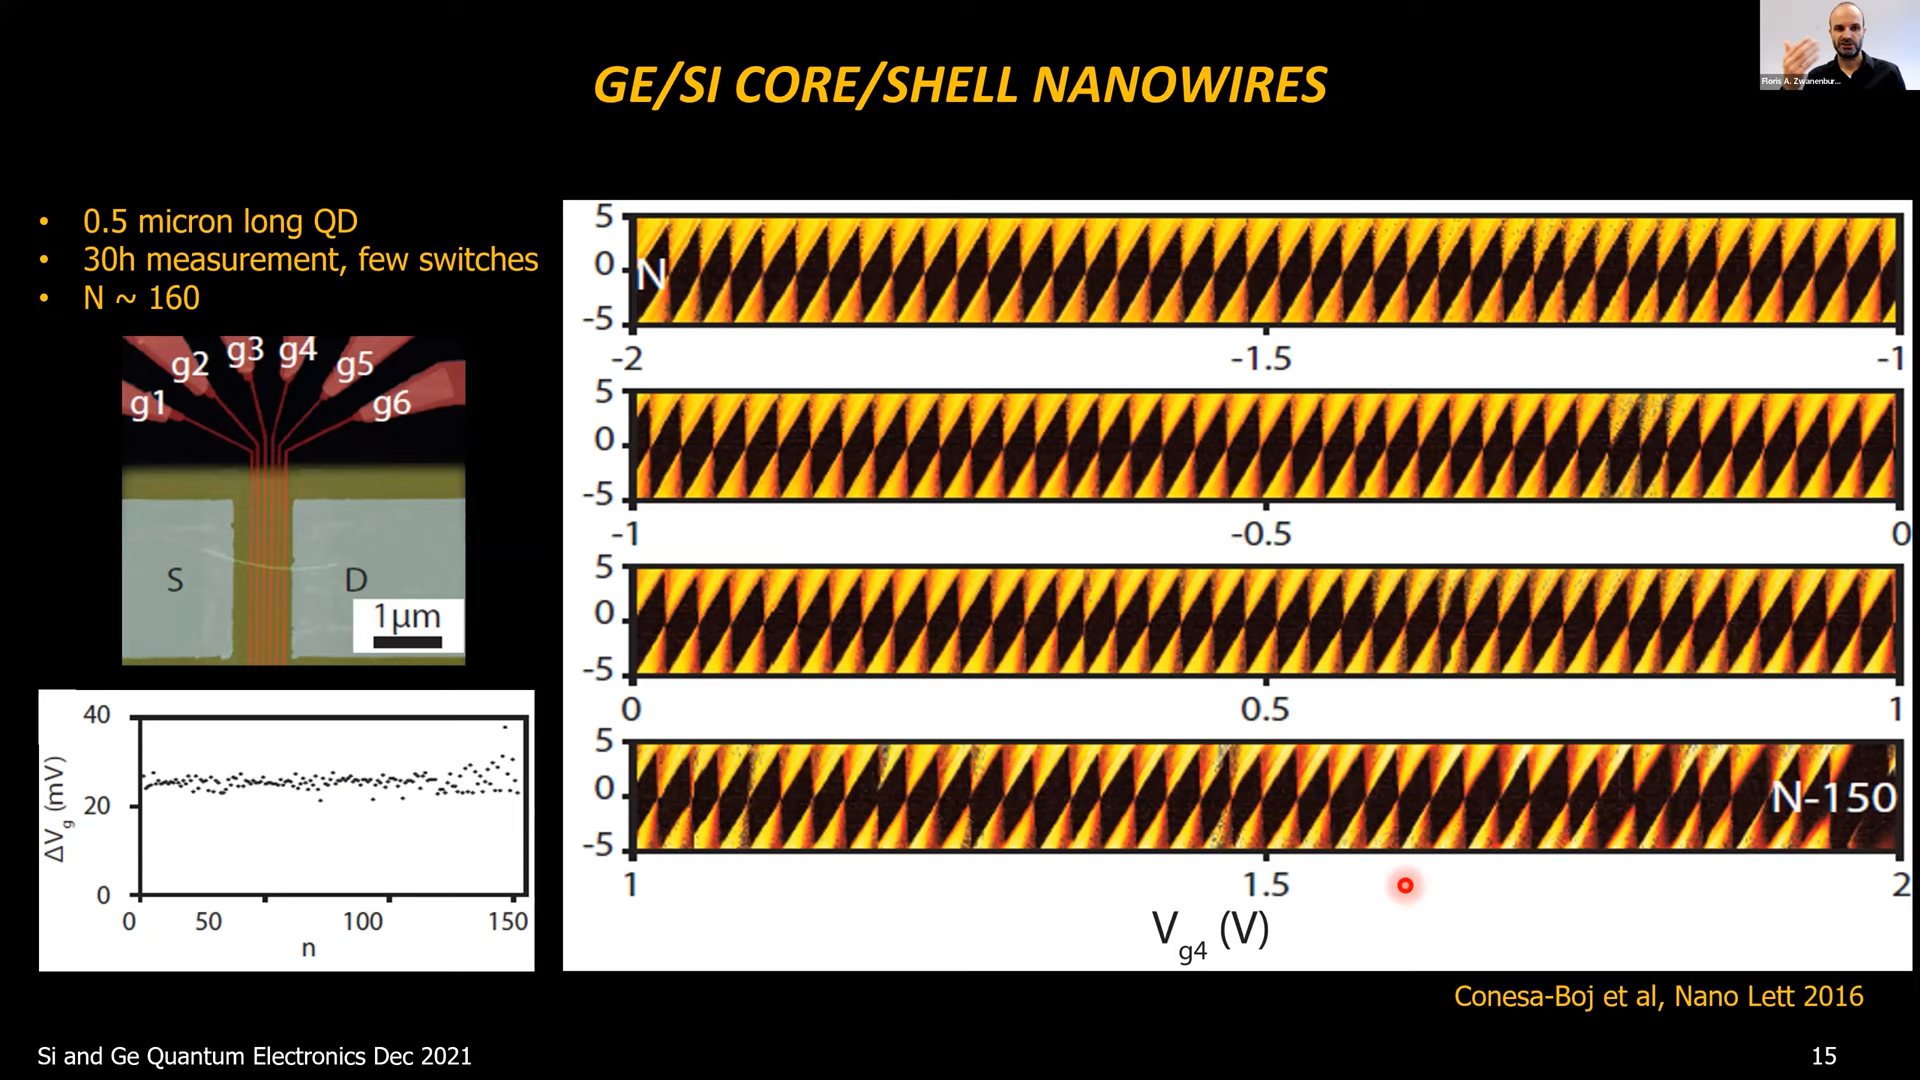 GE/SI CORE/SHELL NANOWIRES
Floris A. Zwanenbur...
• 0.5 micron long QD
• 30h measurement, few switches
• N ~ 160
g1
g2
g3
g4
g5
g6
S
D
1µm
40
20
0
ΔVg (mV)
0 50 100 150
n
5
0
-5
N
-2 -1.5 -1
5
0
-5
-1 -0.5 0
5
0
-5
0 0.5 1
5
0
-5
N-150
1 1.5 2
Vg4 (V)
Conesa-Boj et al, Nano Lett 2016
Si and Ge Quantum Electronics Dec 2021
15